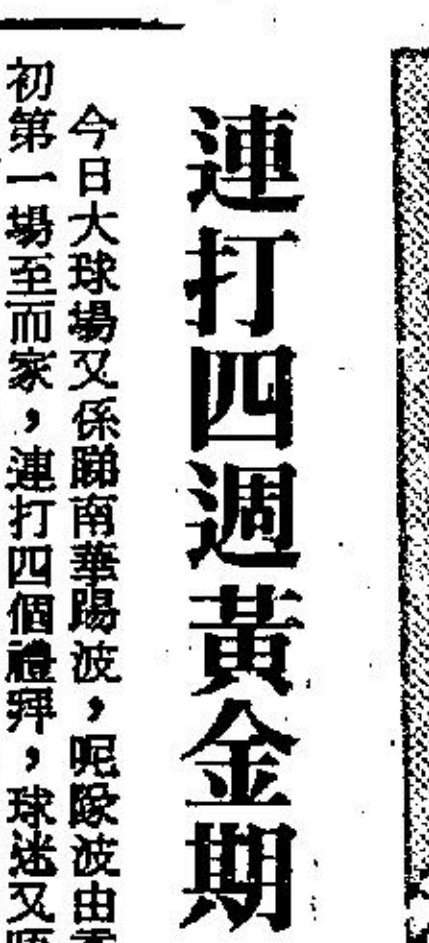 連打四週黃金期
今日大球場又係睇南華踢波，呢隊波由
初第一場至而家，連打四個禮拜，球迷又唔